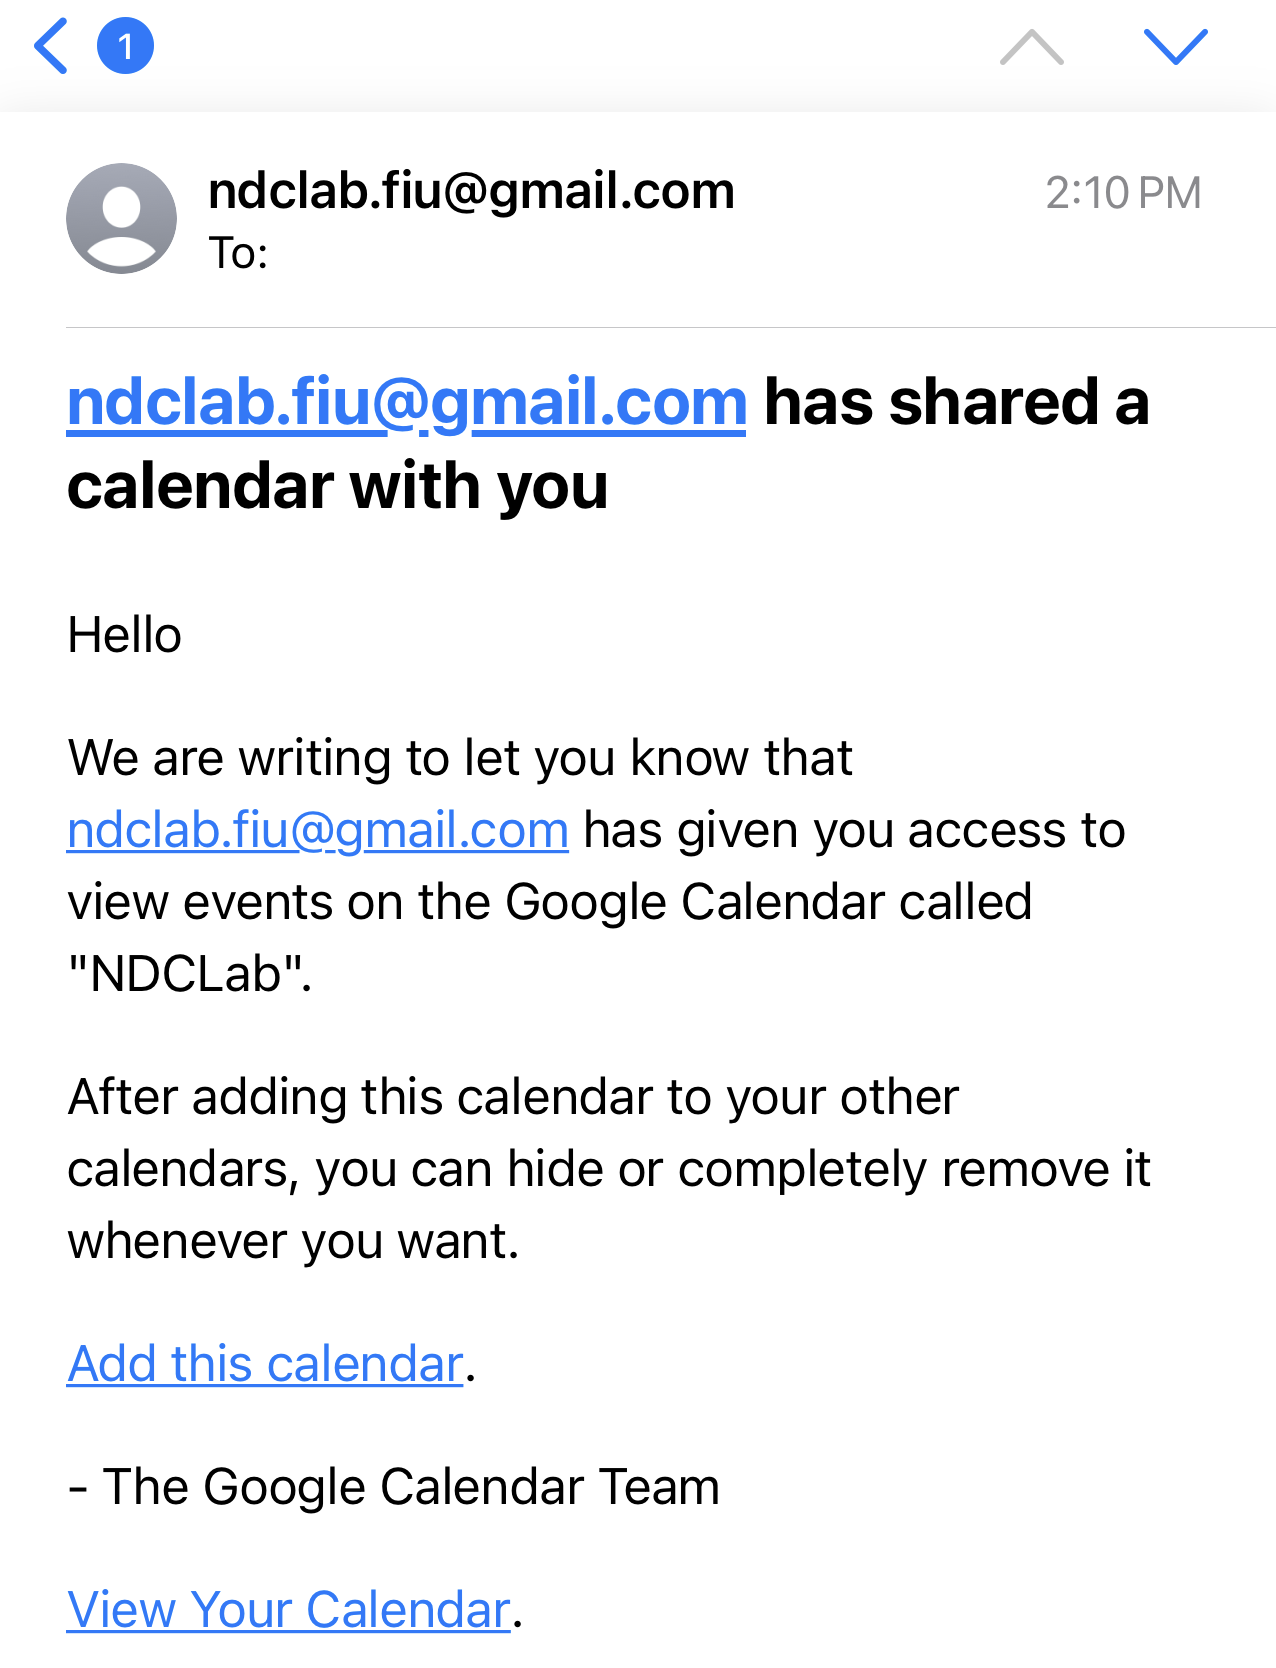 1
ndclab.fiu@gmail.com
2:10 PM
To:
ndclab.fiu@gmail.com has shared a
calendar with you
Hello
We are writing to let you know that
ndclab.fiu@gmail.com has given you access to
view events on the Google Calendar called
"NDCLab".
After adding this calendar to your other
calendars, you can hide or completely remove it
whenever you want.
Add this calendar.
- The Google Calendar Team
View Your Calendar.